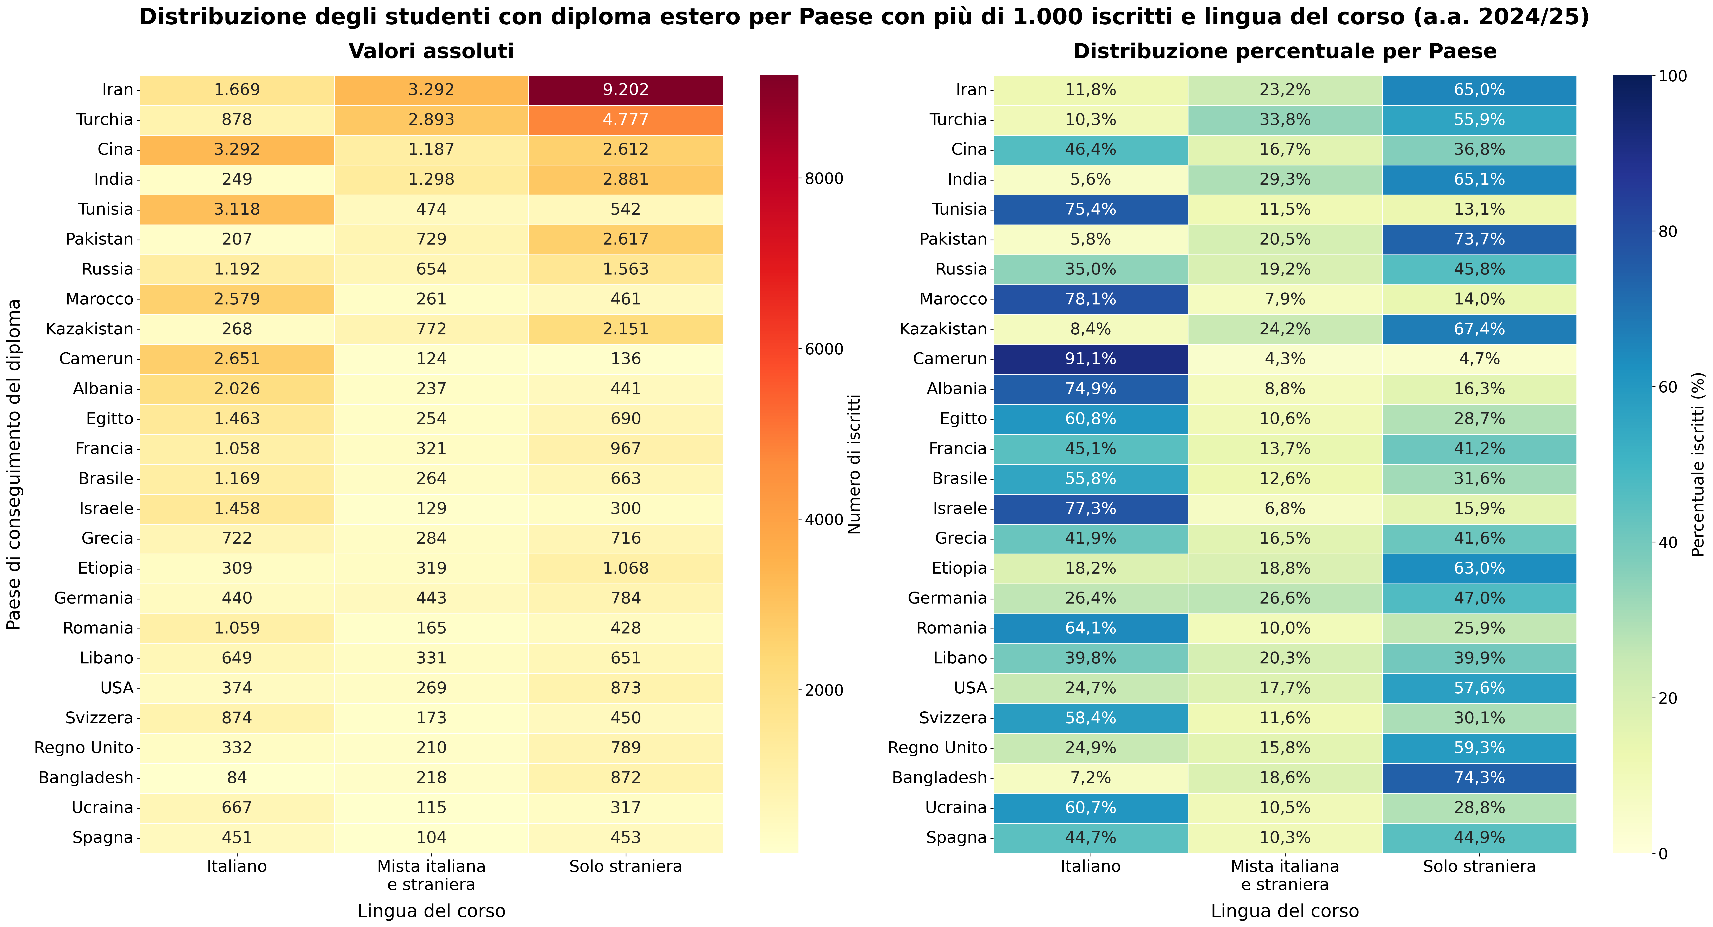 Distribuzione degli studenti con diploma estero per Paese con più di 1.000 iscritti e lingua del corso (a.a. 2024/25)
Valori assoluti
Paese di conseguimento del diploma
Iran 1.669 3.292 9.202
Turchia 878 2.893 4.777
Cina 3.292 1.187 2.612
India 249 1.298 2.881
Tunisia 3.118 474 542
Pakistan 207 729 2.617
Russia 1.192 654 1.563
Marocco 2.579 261 461
Kazakistan 268 772 2.151
Camerun 2.651 124 136
Albania 2.026 237 441
Egitto 1.463 254 690
Francia 1.058 321 967
Brasile 1.169 264 663
Israele 1.458 129 300
Grecia 722 284 716
Etiopia 309 319 1.068
Germania 440 443 784
Romania 1.059 165 428
Libano 649 331 651
USA 374 269 873
Svizzera 874 173 450
Regno Unito 332 210 789
Bangladesh 84 218 872
Ucraina 667 115 317
Spagna 451 104 453
Italiano Mista italiana Solo straniera
e straniera
Lingua del corso
8000
6000
4000
2000
Numero di iscritti
Distribuzione percentuale per Paese
Iran 11,8% 23,2% 65,0%
Turchia 10,3% 33,8% 55,9%
Cina 46,4% 16,7% 36,8%
India 5,6% 29,3% 65,1%
Tunisia 75,4% 11,5% 13,1%
Pakistan 5,8% 20,5% 73,7%
Russia 35,0% 19,2% 45,8%
Marocco 78,1% 7,9% 14,0%
Kazakistan 8,4% 24,2% 67,4%
Camerun 91,1% 4,3% 4,7%
Albania 74,9% 8,8% 16,3%
Egitto 60,8% 10,6% 28,7%
Francia 45,1% 13,7% 41,2%
Brasile 55,8% 12,6% 31,6%
Israele 77,3% 6,8% 15,9%
Grecia 41,9% 16,5% 41,6%
Etiopia 18,2% 18,8% 63,0%
Germania 26,4% 26,6% 47,0%
Romania 64,1% 10,0% 25,9%
Libano 39,8% 20,3% 39,9%
USA 24,7% 17,7% 57,6%
Svizzera 58,4% 11,6% 30,1%
Regno Unito 24,9% 15,8% 59,3%
Bangladesh 7,2% 18,6% 74,3%
Ucraina 60,7% 10,5% 28,8%
Spagna 44,7% 10,3% 44,9%
Italiano Mista italiana Solo straniera
e straniera
Lingua del corso
100
80
60
40
20
0
Percentuale iscritti (%)